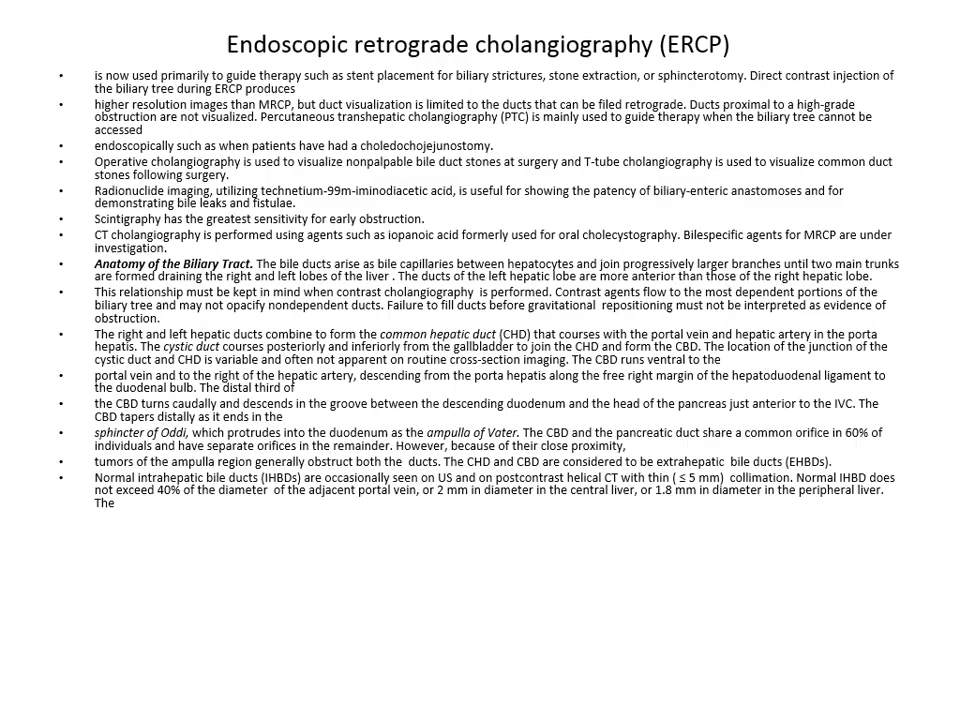 Endoscopic retrograde cholangiography (ERCP)
• is now used primarily to guide therapy such as stent placement for biliary strictures, stone extraction, or sphincterotomy. Direct contrast injection of
the biliary tree during ERCP produces
• higher resolution images than MRCP, but duct visualization is limited to the ducts that can be filed retrograde. Ducts proximal to a high-grade
obstruction are not visualized. Percutaneous transhepatic cholangiography (PTC) is mainly used to guide therapy when the biliary tree cannot be
accessed
• endoscopically such as when patients have had a choledochojejunostomy.
• Operative cholangiography is used to visualize nonpalpable bile duct stones at surgery and T-tube cholangiography is used to visualize common duct
stones following surgery.
• Radionuclide imaging, utilizing technetium-99m-iminodiacetic acid, is useful for showing the patency of biliary-enteric anastomoses and for
demonstrating bile leaks and fistulae.
• Scintigraphy has the greatest sensitivity for early obstruction.
• CT cholangiography is performed using agents such as iopanoic acid formerly used for oral cholecystography. Bilespecific agents for MRCP are under
investigation.
• Anatomy of the Biliary Tract. The bile ducts arise as bile capillaries between hepatocytes and join progressively larger branches until two main trunks
are formed draining the right and left lobes of the liver . The ducts of the left hepatic lobe are more anterior than those of the right hepatic lobe.
• This relationship must be kept in mind when contrast cholangiography  is performed. Contrast agents flow to the most dependent portions of the
biliary tree and may not opacify nondependent ducts. Failure to fill ducts before gravitational  repositioning must not be interpreted as evidence of
obstruction.
• The right and left hepatic ducts combine to form the common hepatic duct (CHD) that courses with the portal vein and hepatic artery in the porta
hepatis. The cystic duct courses posteriorly and inferiorly from the gallbladder to join the CHD and form the CBD. The location of the junction of the
cystic duct and CHD is variable and often not apparent on routine cross-section imaging. The CBD runs ventral to the
• portal vein and to the right of the hepatic artery, descending from the porta hepatis along the free right margin of the hepatoduodenal ligament to
the duodenal bulb. The distal third of
• the CBD turns caudally and descends in the groove between the descending duodenum and the head of the pancreas just anterior to the IVC. The
CBD tapers distally as it ends in the
• sphincter of Oddi, which protrudes into the duodenum as the ampulla of Vater. The CBD and the pancreatic duct share a common orifice in 60% of
individuals and have separate orifices in the remainder. However, because of their close proximity,
• tumors of the ampulla region generally obstruct both the  ducts. The CHD and CBD are considered to be extrahepatic  bile ducts (EHBDs).
• Normal intrahepatic bile ducts (IHBDs) are occasionally seen on US and on postcontrast helical CT with thin ( ≤ 5 mm)  collimation. Normal IHBD does
not exceed 40% of the diameter  of the adjacent portal vein, or 2 mm in diameter in the central liver, or 1.8 mm in diameter in the peripheral liver.
The